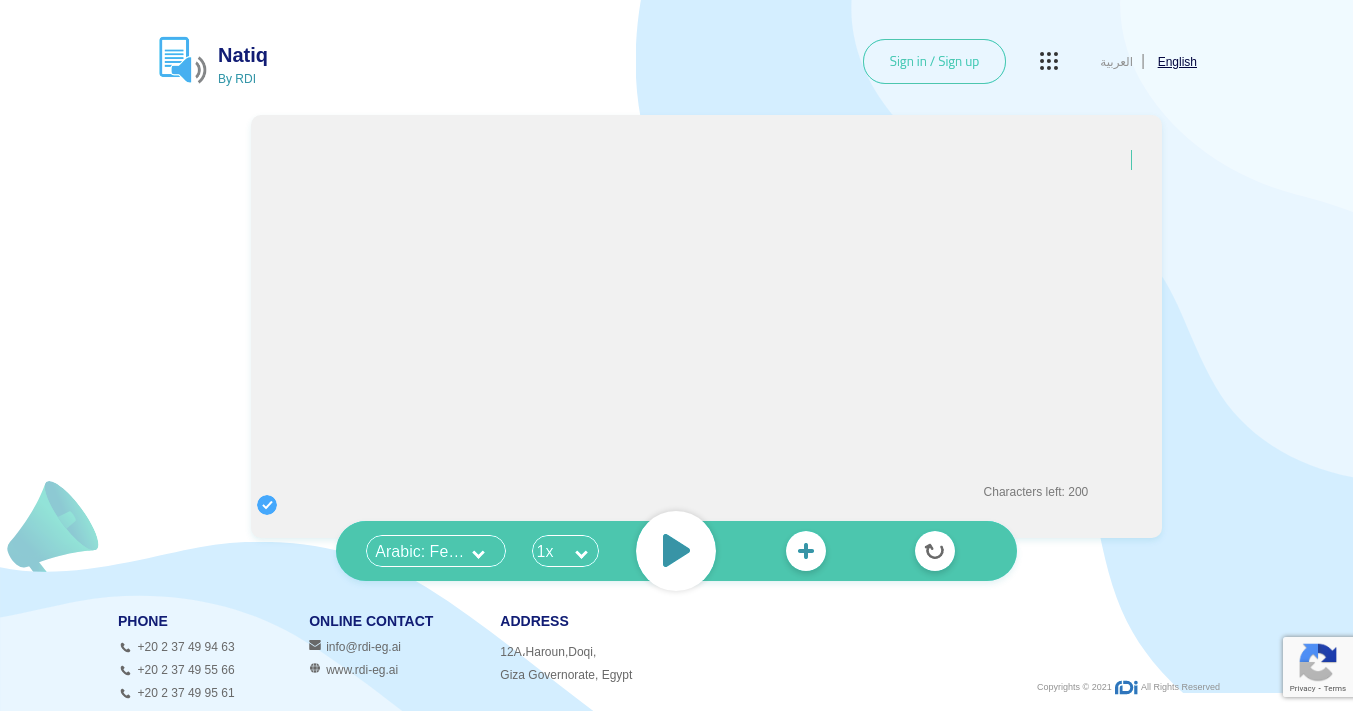 Natiq
By RDI
Sign in / Sign up
العربية
English
Characters left: 200
Arabic: Fe...
1x
PHONE
+20 2 37 49 94 63
+20 2 37 49 55 66
+20 2 37 49 95 61
ONLINE CONTACT
info@rdi-eg.ai
www.rdi-eg.ai
ADDRESS
12A،Haroun,Doqi,
Giza Governorate, Egypt
Copyrights © 2021 rDi All Rights Reserved
Privacy - Terms